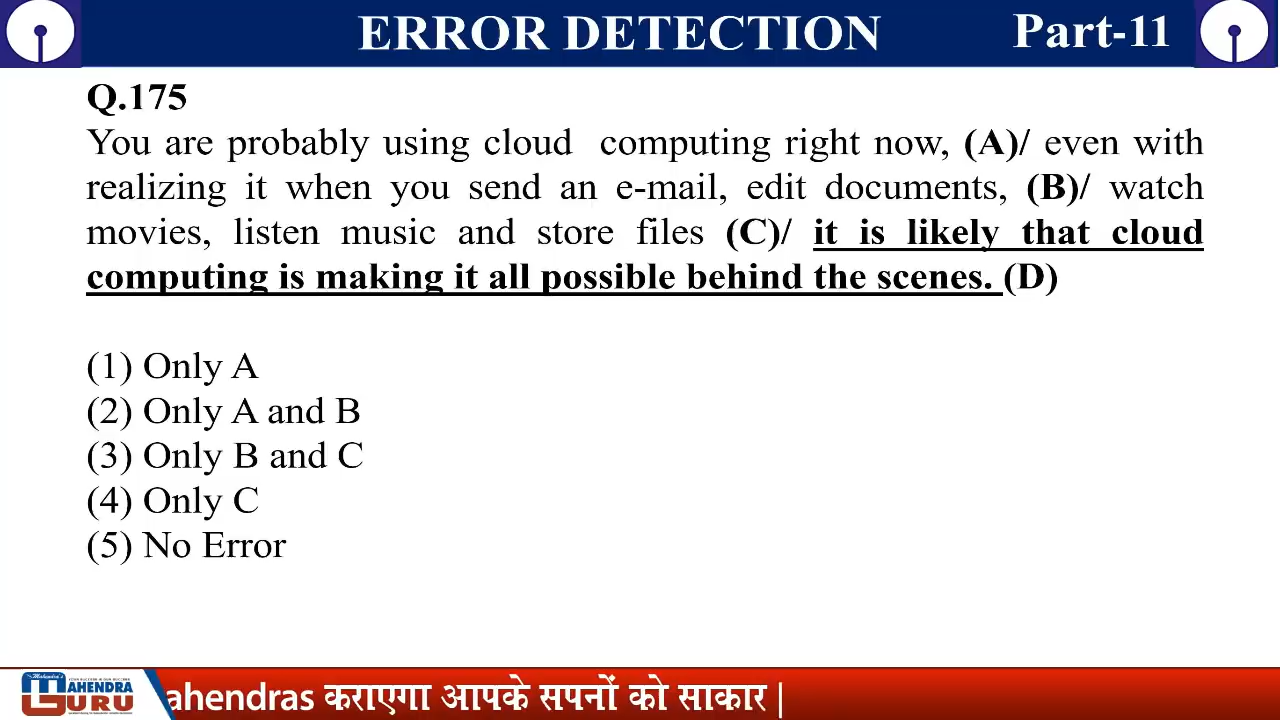 ERROR DETECTION Part-11
Q.175
You are probably using cloud computing right now, (A)/ even with
realizing it when you send an e-mail, edit documents, (B)/ watch
movies, listen music and store files (C)/ it is likely that cloud
computing is making it all possible behind the scenes. (D)
(1) Only A
(2) Only A and B
(3) Only B and C
(4) Only C
(5) No Error
MAHENDRA GURU
ahendras कराएगा आपके सपनों को साकार |